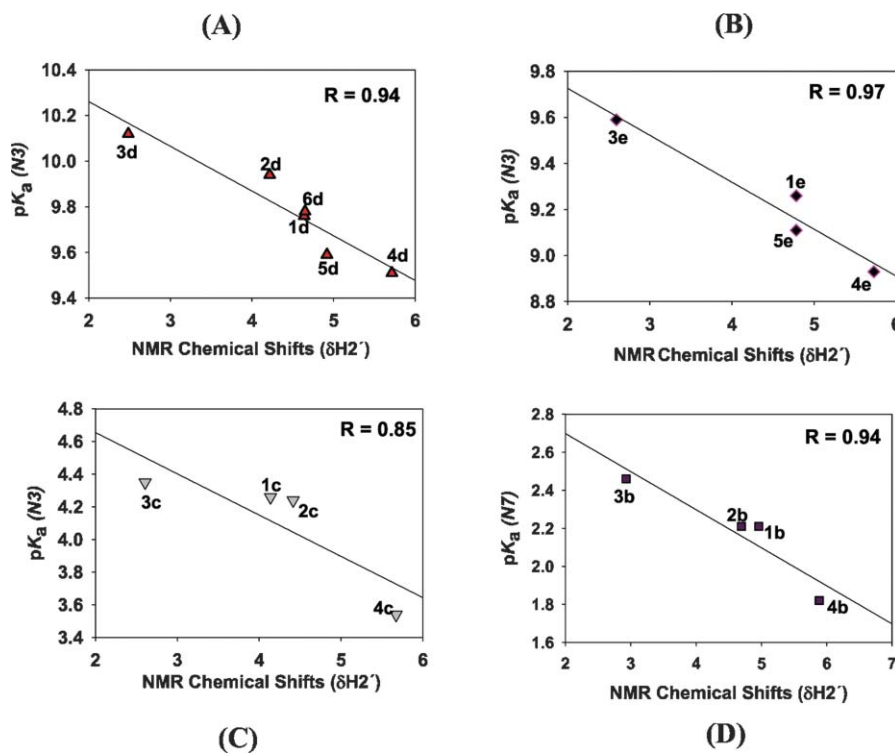 (A)
10.4
10.2
10.0
9.8
9.6
9.4
pKa (N3)
R = 0.94
3d
2d
6d
1d
5d
4d
2 3 4 5 6
NMR Chemical Shifts (δH2´)
(B)
9.8
9.6
9.4
9.2
9.0
8.8
pKa (N3)
R = 0.97
3e
1e
5e
4e
2 3 4 5 6
NMR Chemical Shifts (δH2´)
4.8
4.6
4.4
4.2
4.0
3.8
3.6
3.4
pKa (N3)
R = 0.85
3c
1c
2c
4c
2 3 4 5 6
NMR Chemical Shifts (δH2´)
(C)
2.8
2.6
2.4
2.2
2.0
1.8
1.6
pKa (N7)
R = 0.94
3b
2b
1b
4b
2 3 4 5 6 7
NMR Chemical Shifts (δH2´)
(D)